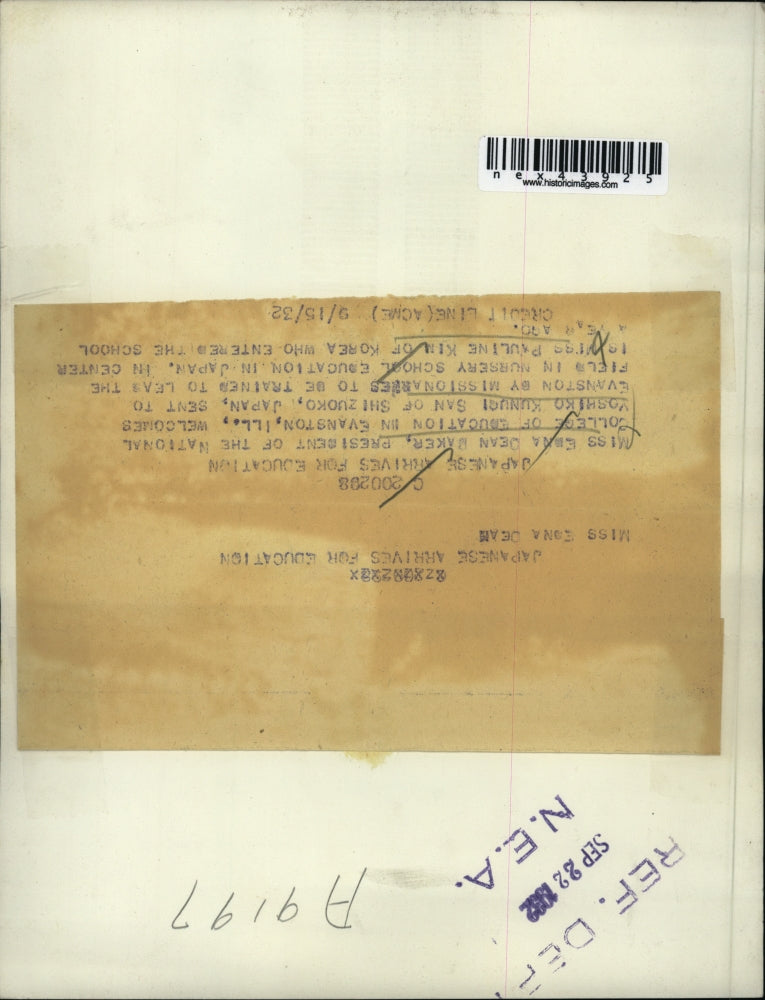 nex43925
www.historicimages.com
JAPANESE ARRIVES FOR EDUCATION
MISS EDNA DEAN
C 200298
JAPANESE ARRIVES FOR EDUCATION
MISS EDNA DEAN BAKER, PRESIDENT OF THE NATIONAL
COLLEGE OF EDUCATION IN EVANSTON, ILL., WELCOMES
YOSHIKO KUNUGI SAN OF SHIZUOKO, JAPAN, SENT TO
EVANSTON BY MISSIONARIES TO BE TRAINED TO LEAD THE
FIELD IN NURSERY SCHOOL EDUCATION IN JAPAN. IN CENTER
IS MISS PAULINE KIN OF KOREA WHO ENTERED THE SCHOOL
A YEAR AGO.
CREDIT LINE (ACME) 9/15/32
REF. DEPT
SEP 22 1932
N.E.A.
A9197